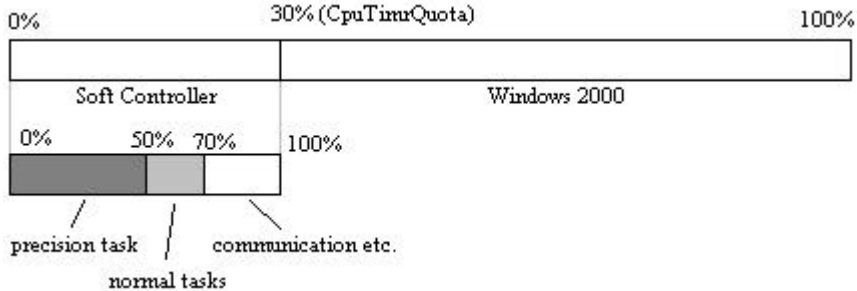 0% 30% (CpuTimrQuota) 100%
Soft Controller Windows 2000
0% 50% 70% 100%
precision task communication etc.
normal tasks